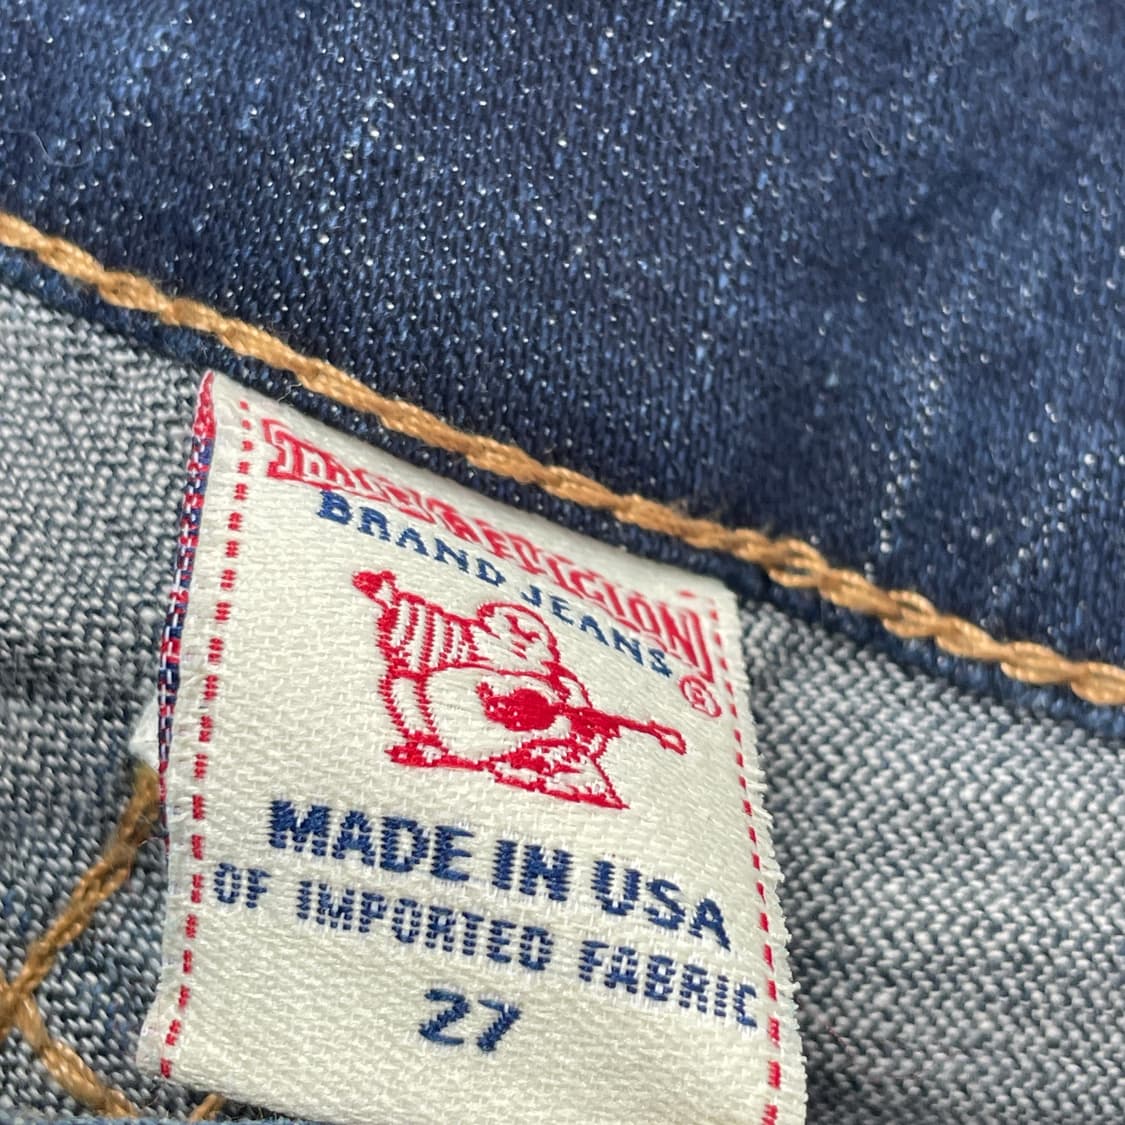 TRUE RELIGION
BRAND JEANS
®
MADE IN USA
OF IMPORTED FABRIC
27